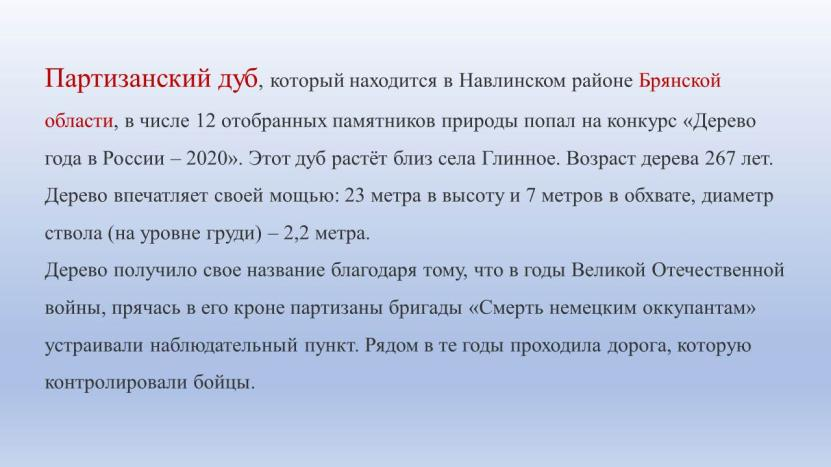 Партизанский дуб, который находится в Навлинском районе Брянской
области, в числе 12 отобранных памятников природы попал на конкурс «Дерево
года в России – 2020». Этот дуб растёт близ села Глинное. Возраст дерева 267 лет.
Дерево впечатляет своей мощью: 23 метра в высоту и 7 метров в обхвате, диаметр
ствола (на уровне груди) – 2,2 метра.
Дерево получило свое название благодаря тому, что в годы Великой Отечественной
войны, прячась в его кроне партизаны бригады «Смерть немецким оккупантам»
устраивали наблюдательный пункт. Рядом в те годы проходила дорога, которую
контролировали бойцы.